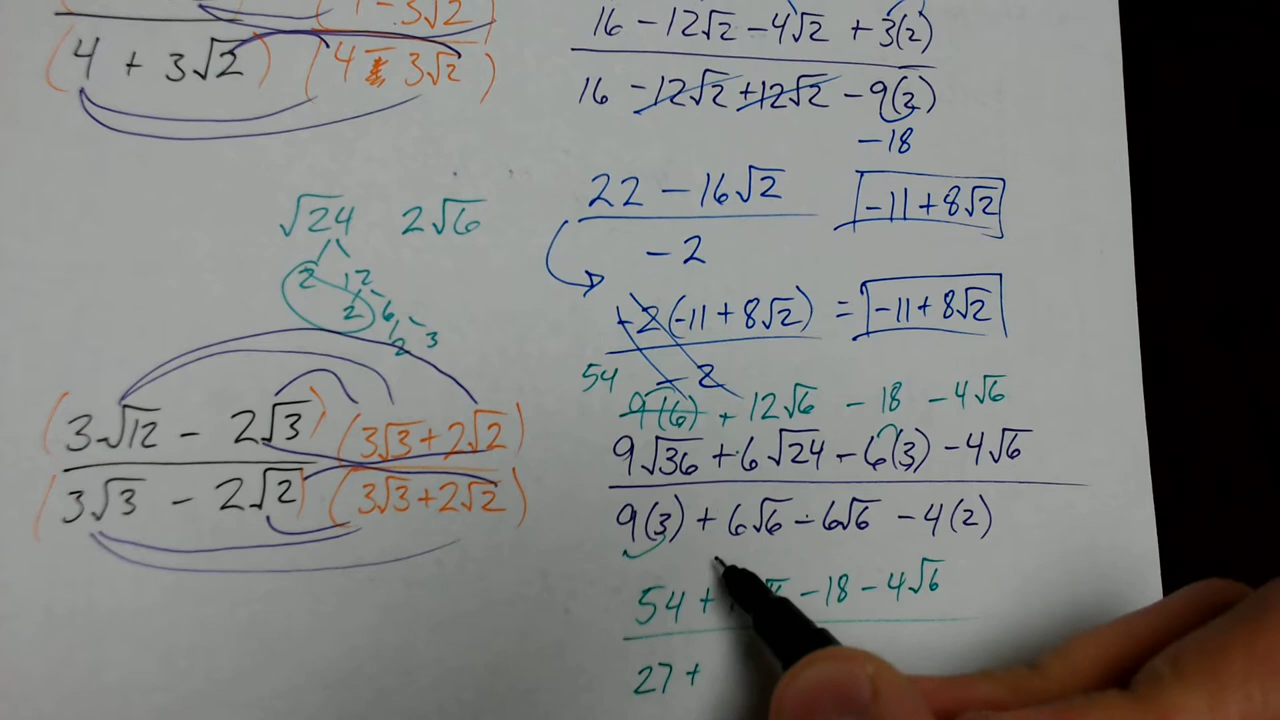 - 3√2)
(4 + 3√2) (4 - 3√2)
√24 2√6
2 12
2 6
2 3
(3√12 - 2√3) (3√3+2√2)
(3√3 - 2√2) (3√3+2√2)
16 - 12√2 - 4√2 + 3(2)
16 - 12√2 + 12√2 - 9(2)
-18
22 - 16√2
-2
-11 + 8√2
-2(-11 + 8√2) = -11 + 8√2
-2
54
9(6) + 12√6 - 18 - 4√6
9√36 + 6√24 - 6(3) - 4√6
9(3) + 6√6 - 6√6 - 4(2)
54 + - 18 - 4√6
27 +